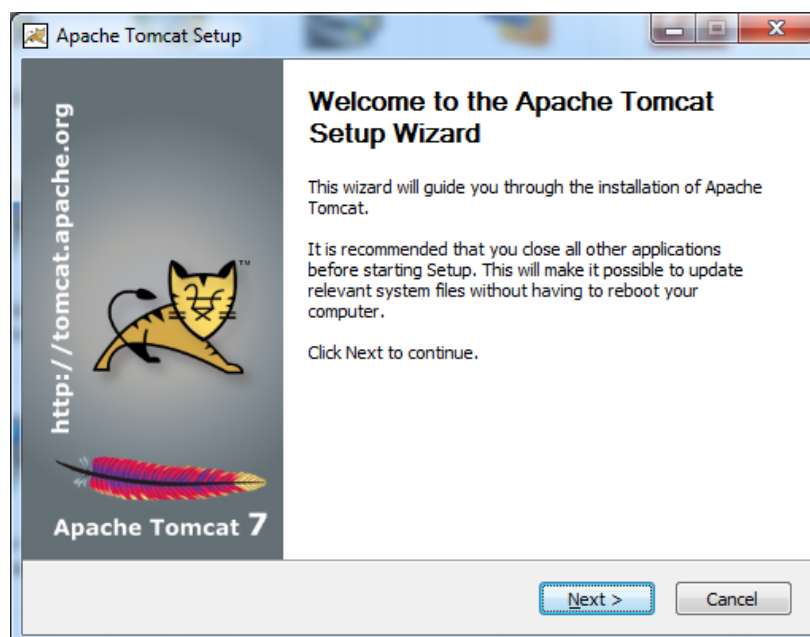 Apache Tomcat Setup
http://tomcat.apache.org
TM
Apache Tomcat 7
Welcome to the Apache Tomcat
Setup Wizard
This wizard will guide you through the installation of Apache
Tomcat.
It is recommended that you close all other applications
before starting Setup. This will make it possible to update
relevant system files without having to reboot your
computer.
Click Next to continue.
Next >
Cancel